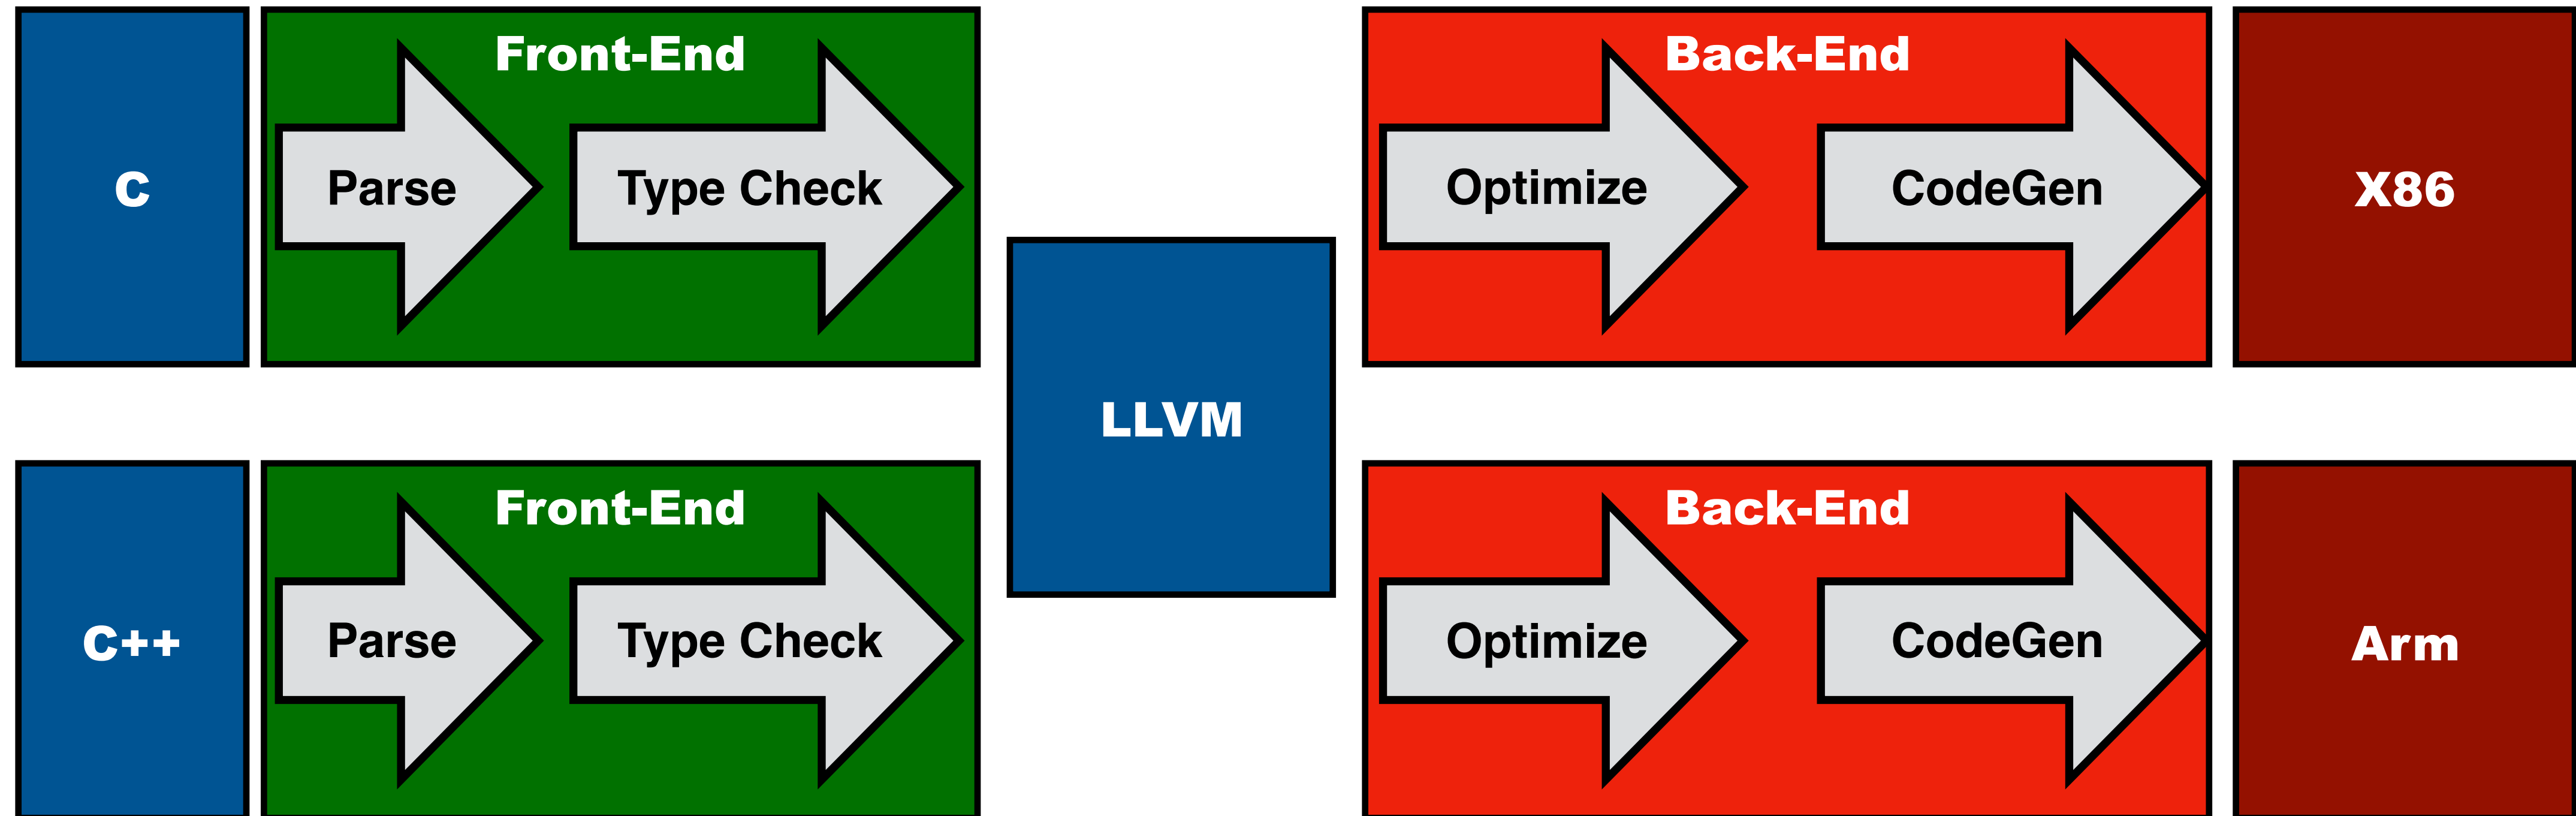 Front-End
Back-End
C
Parse
Type Check
Optimize
CodeGen
X86
LLVM
Front-End
Back-End
C++
Parse
Type Check
Optimize
CodeGen
Arm